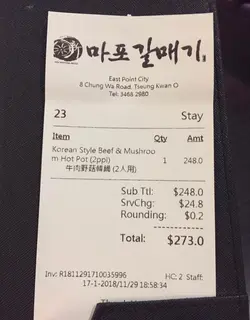 마포갈매기
East Point City
8 Chung Wa Road, Tseung Kwan O
Tel: 3466 2880
23 Stay
Item Qty Amt
Korean Style Beef & Mushroo
m Hot Pot (2ppl) 1 248.0
牛肉野菇韓鍋 (2人用)
Sub Ttl: $248.0
SrvChg: $24.8
Rounding: $0.2
Total: $273.0
Inv: R1811291710035996 HC: 2 Staff:
17-1-2018/11/29 18:58:34